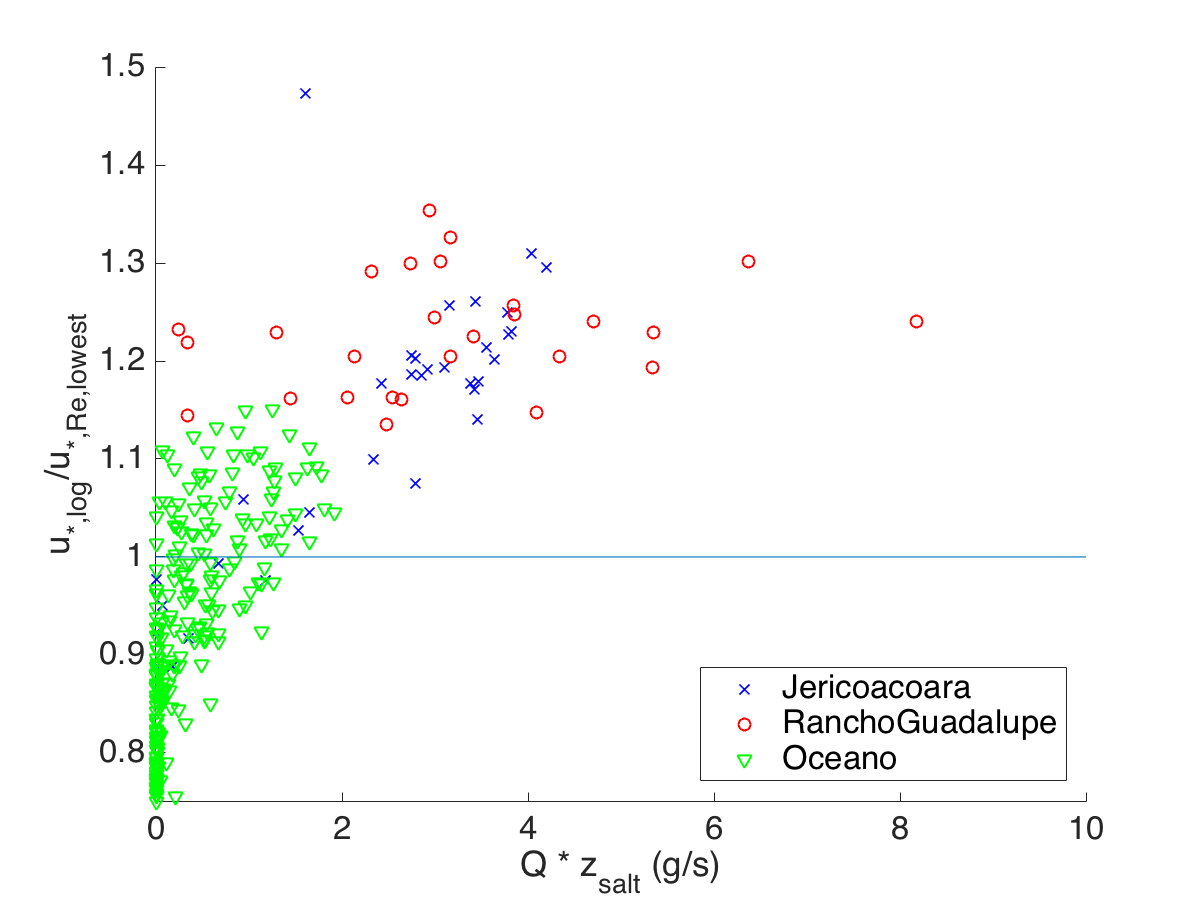 1.5
1.4
1.3
1.2
1.1
1
0.9
0.8
u*,log/u*,Re,lowest
0 2 4 6 8 10
Q * zsalt (g/s)
Jericoacoara
RanchoGuadalupe
Oceano